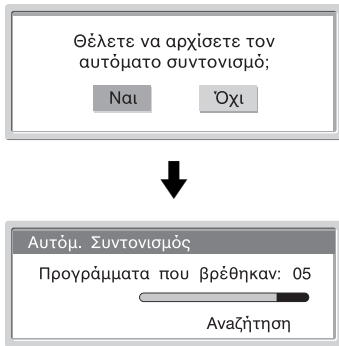 Θέλετε να αρχίσετε τον
αυτόματο συντονισμό;
Ναι Όχι
Αυτόμ. Συντονισμός
Προγράμματα που βρέθηκαν: 05
Αναζήτηση